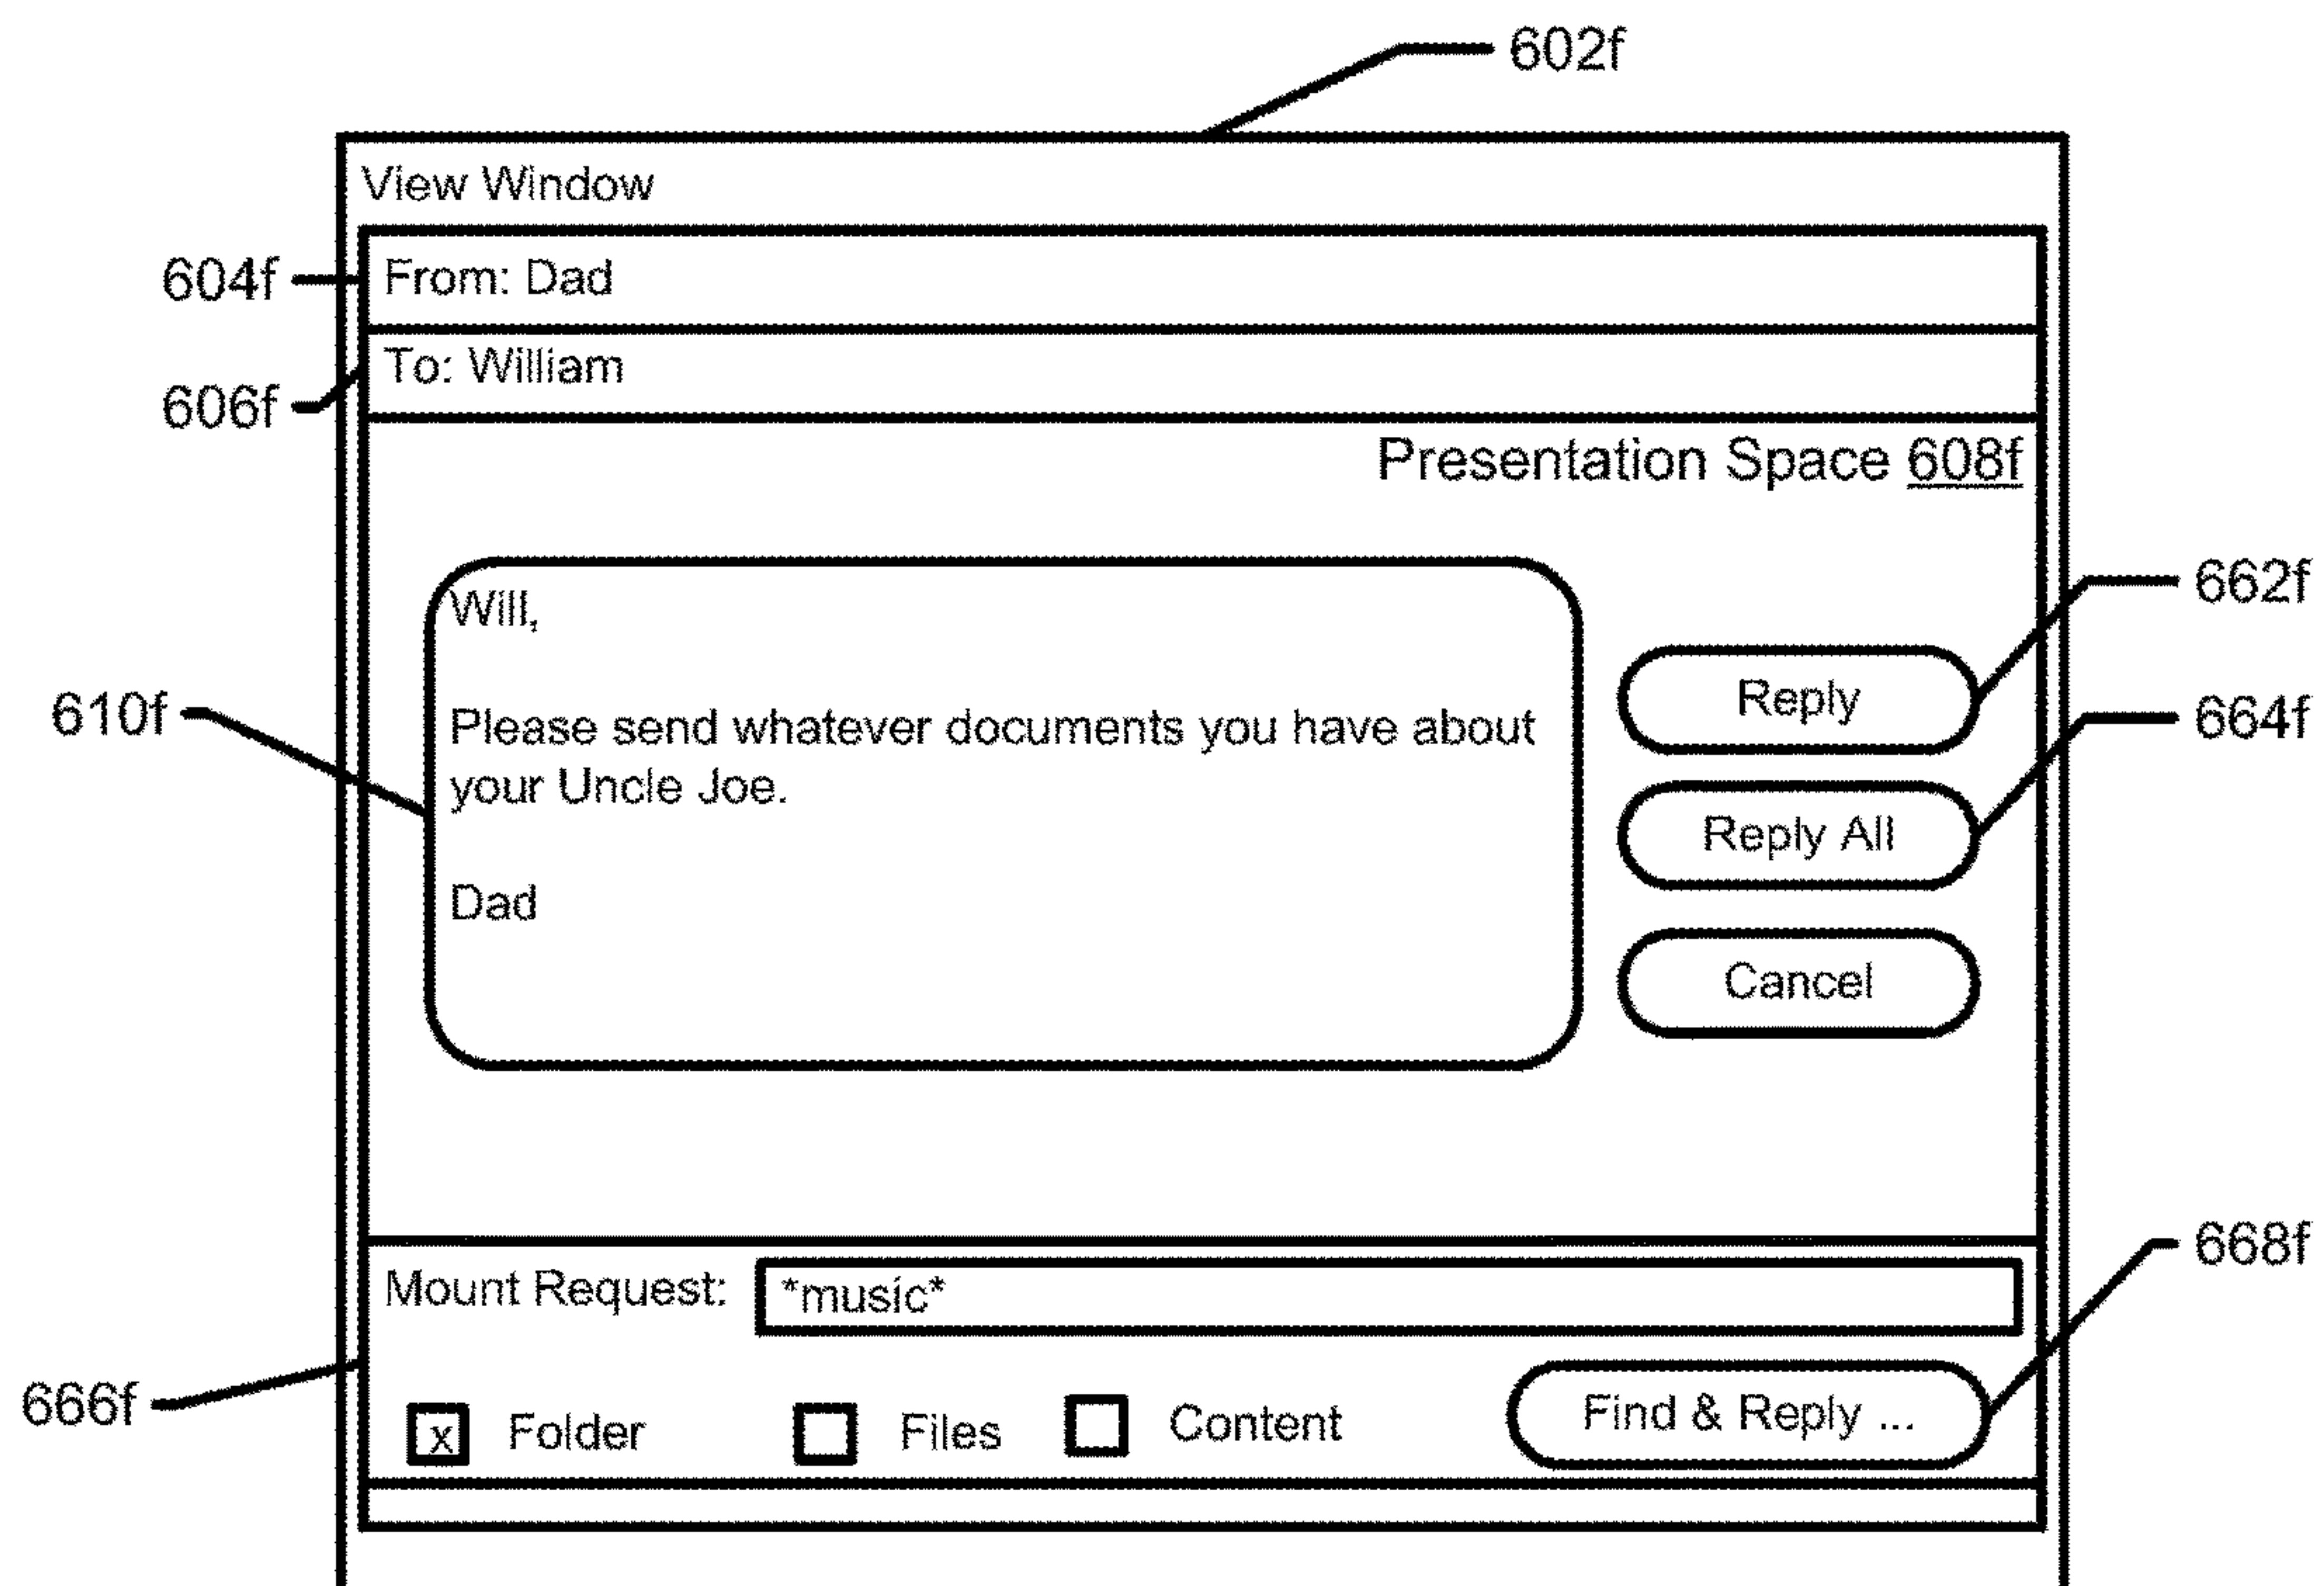 602f
View Window
604f
From: Dad
To: William
606f
Presentation Space 608f
662f
Will,
Reply
664f
610f
Please send whatever documents you have about
your Uncle Joe.
Reply All
Dad
Cancel
668f
Mount Request: *music*
666f
x Folder Files Content Find & Reply ...